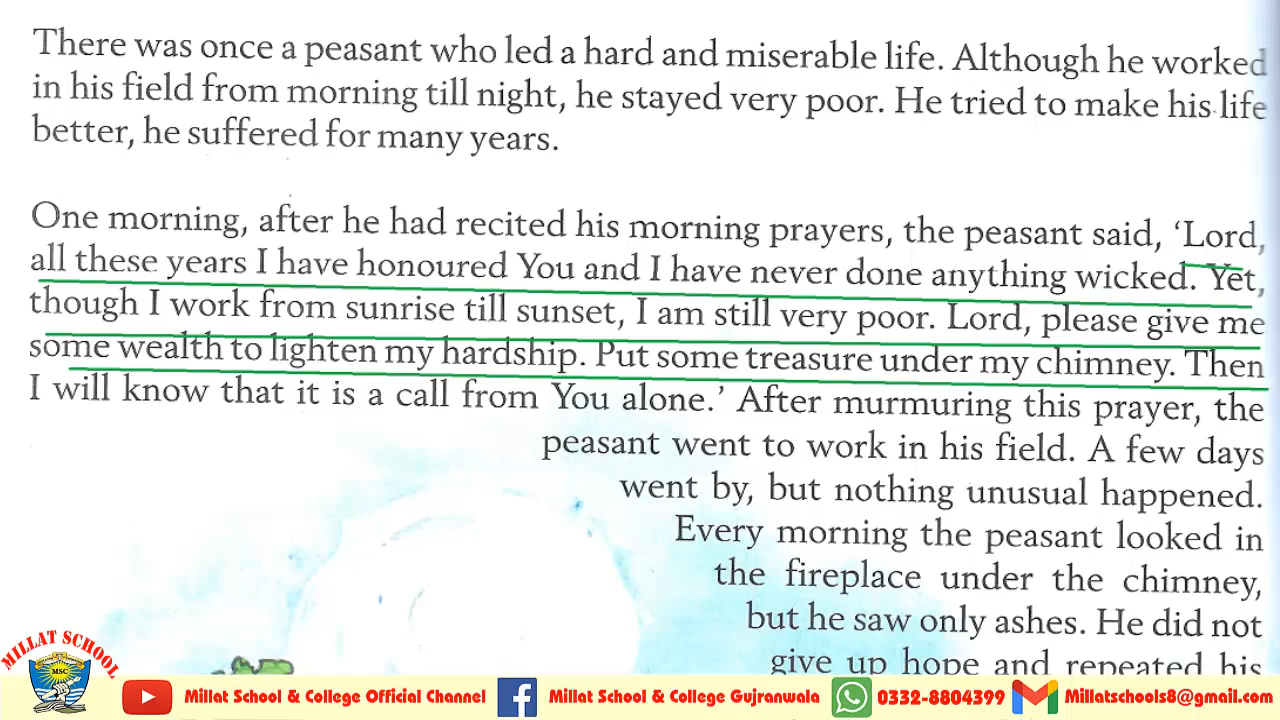 There was once a peasant who led a hard and miserable life. Although he worked
in his field from morning till night, he stayed very poor. He tried to make his life
better, he suffered for many years.
One morning, after he had recited his morning prayers, the peasant said, ‘Lord,
all these years I have honoured You and I have never done anything wicked. Yet,
though I work from sunrise till sunset, I am still very poor. Lord, please give me
some wealth to lighten my hardship. Put some treasure under my chimney. Then
I will know that it is a call from You alone.’ After murmuring this prayer, the
peasant went to work in his field. A few days
went by, but nothing unusual happened.
Every morning the peasant looked in
the fireplace under the chimney,
but he saw only ashes. He did not
give up hope and repeated his
MILLAT SCHOOL
MSC
Millat School & College Official Channel
Millat School & College Gujranwala
0332-8804399
Millatschools8@gmail.com